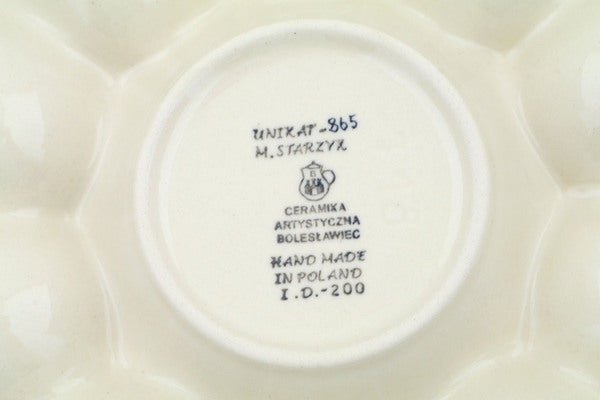 UNIKAT-865
M. STARZYK
B
CERAMIKA
ARTYSTYCZNA
BOLESŁAWIEC
HAND MADE
IN POLAND
I.D.-200